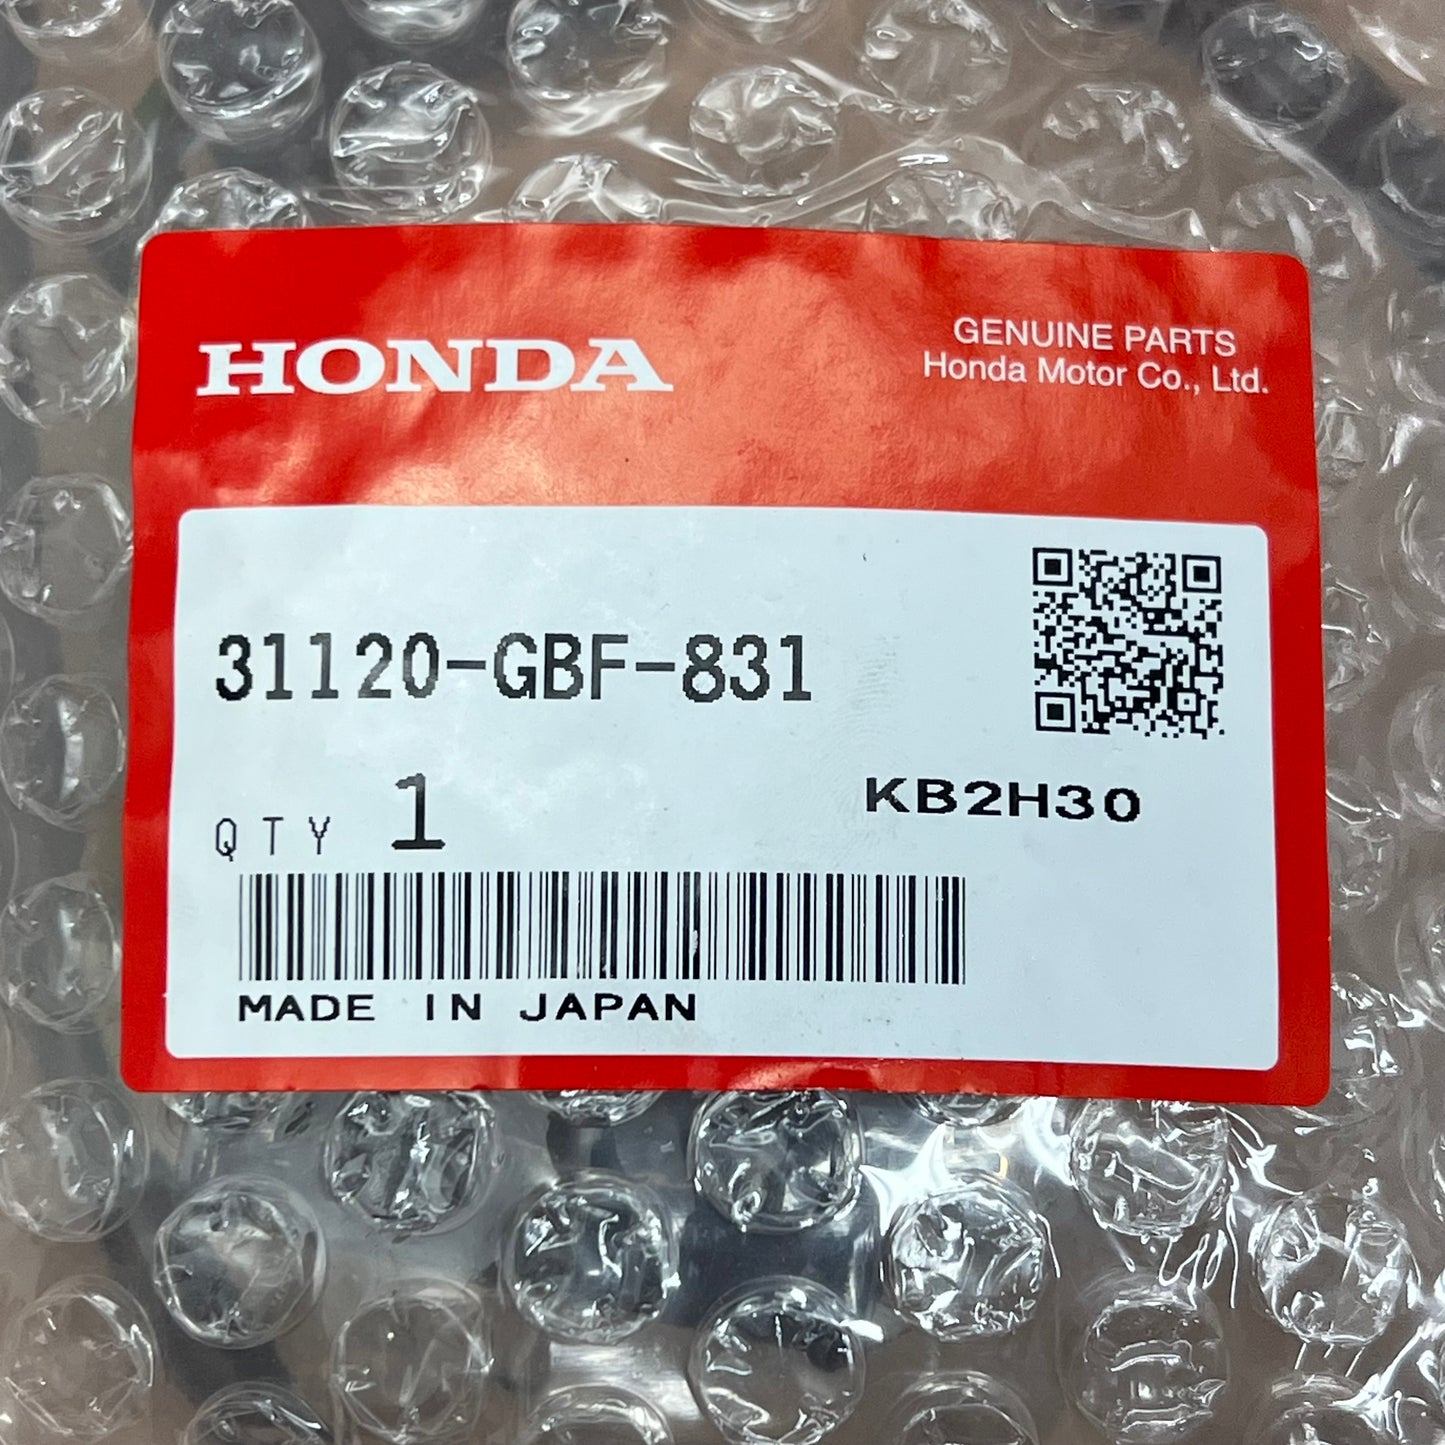 HONDA
GENUINE PARTS
Honda Motor Co., Ltd.
31120-GBF-831
QTY 1
KB2H30
MADE IN JAPAN